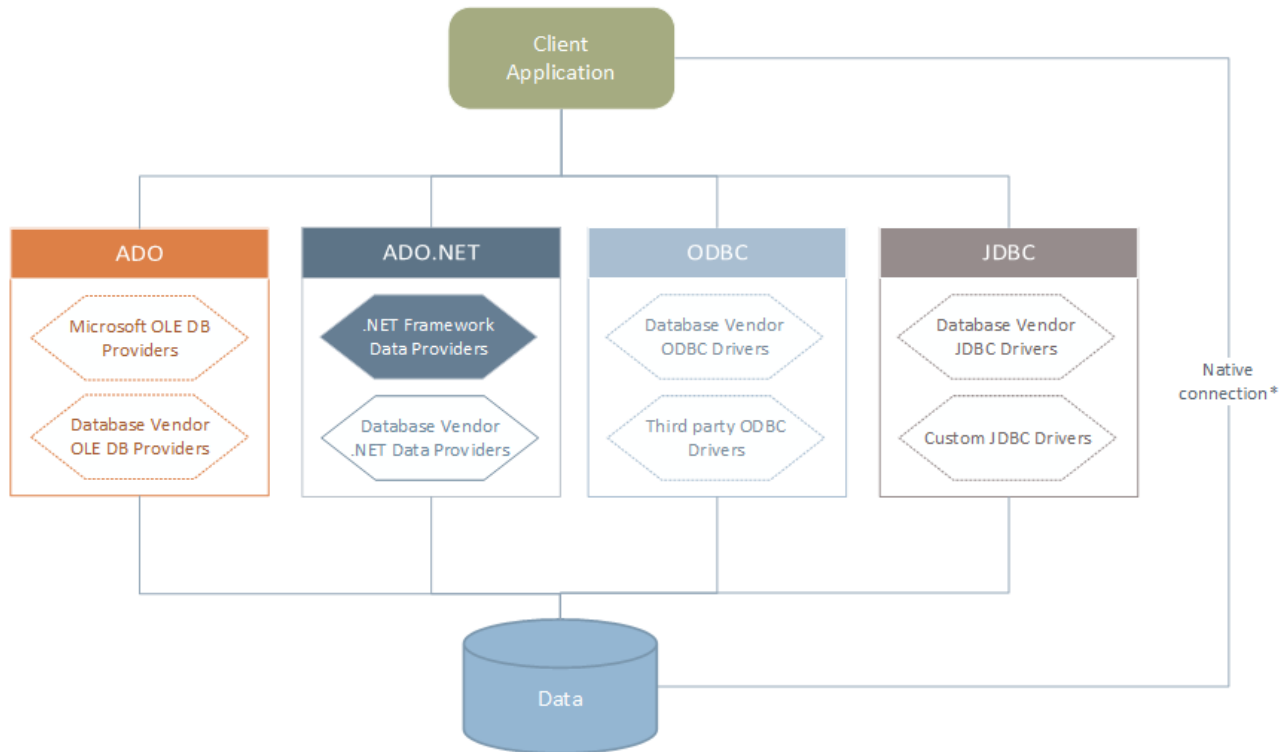 Client
Application
ADO
ADO.NET
ODBC
JDBC
Microsoft OLE DB
Providers
Database Vendor
OLE DB Providers
.NET Framework
Data Providers
Database Vendor
.NET Data Providers
Database Vendor
ODBC Drivers
Third party ODBC
Drivers
Database Vendor
JDBC Drivers
Custom JDBC Drivers
Native
connection*
Data